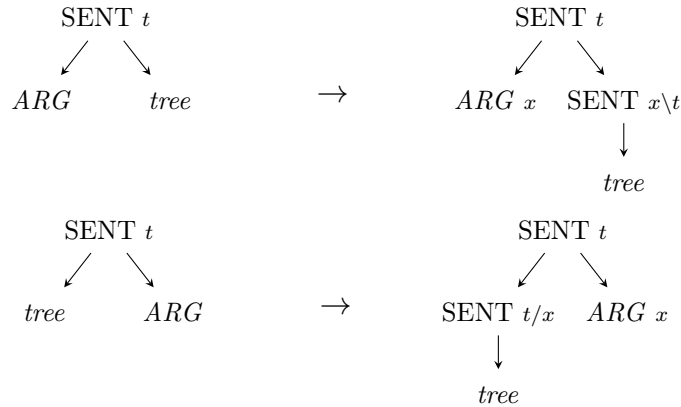 SENT t SENT t
ARG tree → ARG x SENT x\t
tree
SENT t SENT t
tree ARG → SENT t/x ARG x
tree